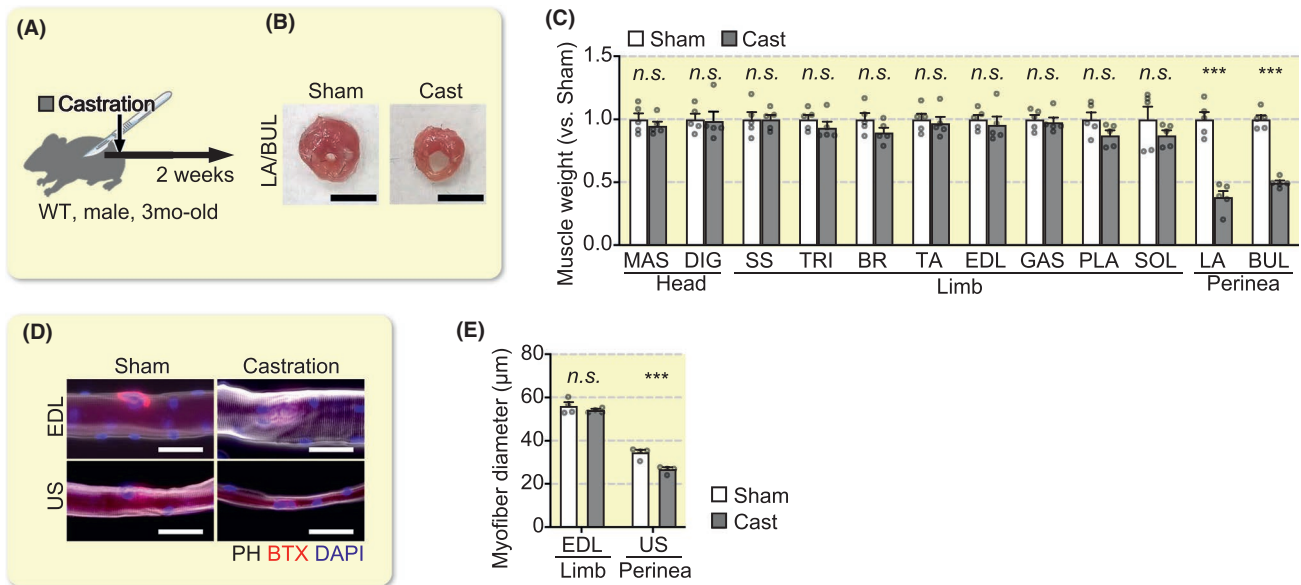 (A)
Castration
2 weeks
WT, male, 3mo-old
(B)
Sham Cast
LA/BUL
(C)
Sham Cast
Muscle weight (vs. Sham)
1.5
1.0
0.5
0.0
n.s. n.s. n.s. n.s. n.s. n.s. n.s. n.s. n.s. n.s. *** ***
MAS DIG SS TRI BR TA EDL GAS PLA SOL LA BUL
Head Limb Perinea
(D)
Sham Castration
EDL
US
PH BTX DAPI
(E)
Myofiber diameter (μm)
80
60
40
20
0
n.s. ***
EDL US
Limb Perinea
Sham
Cast